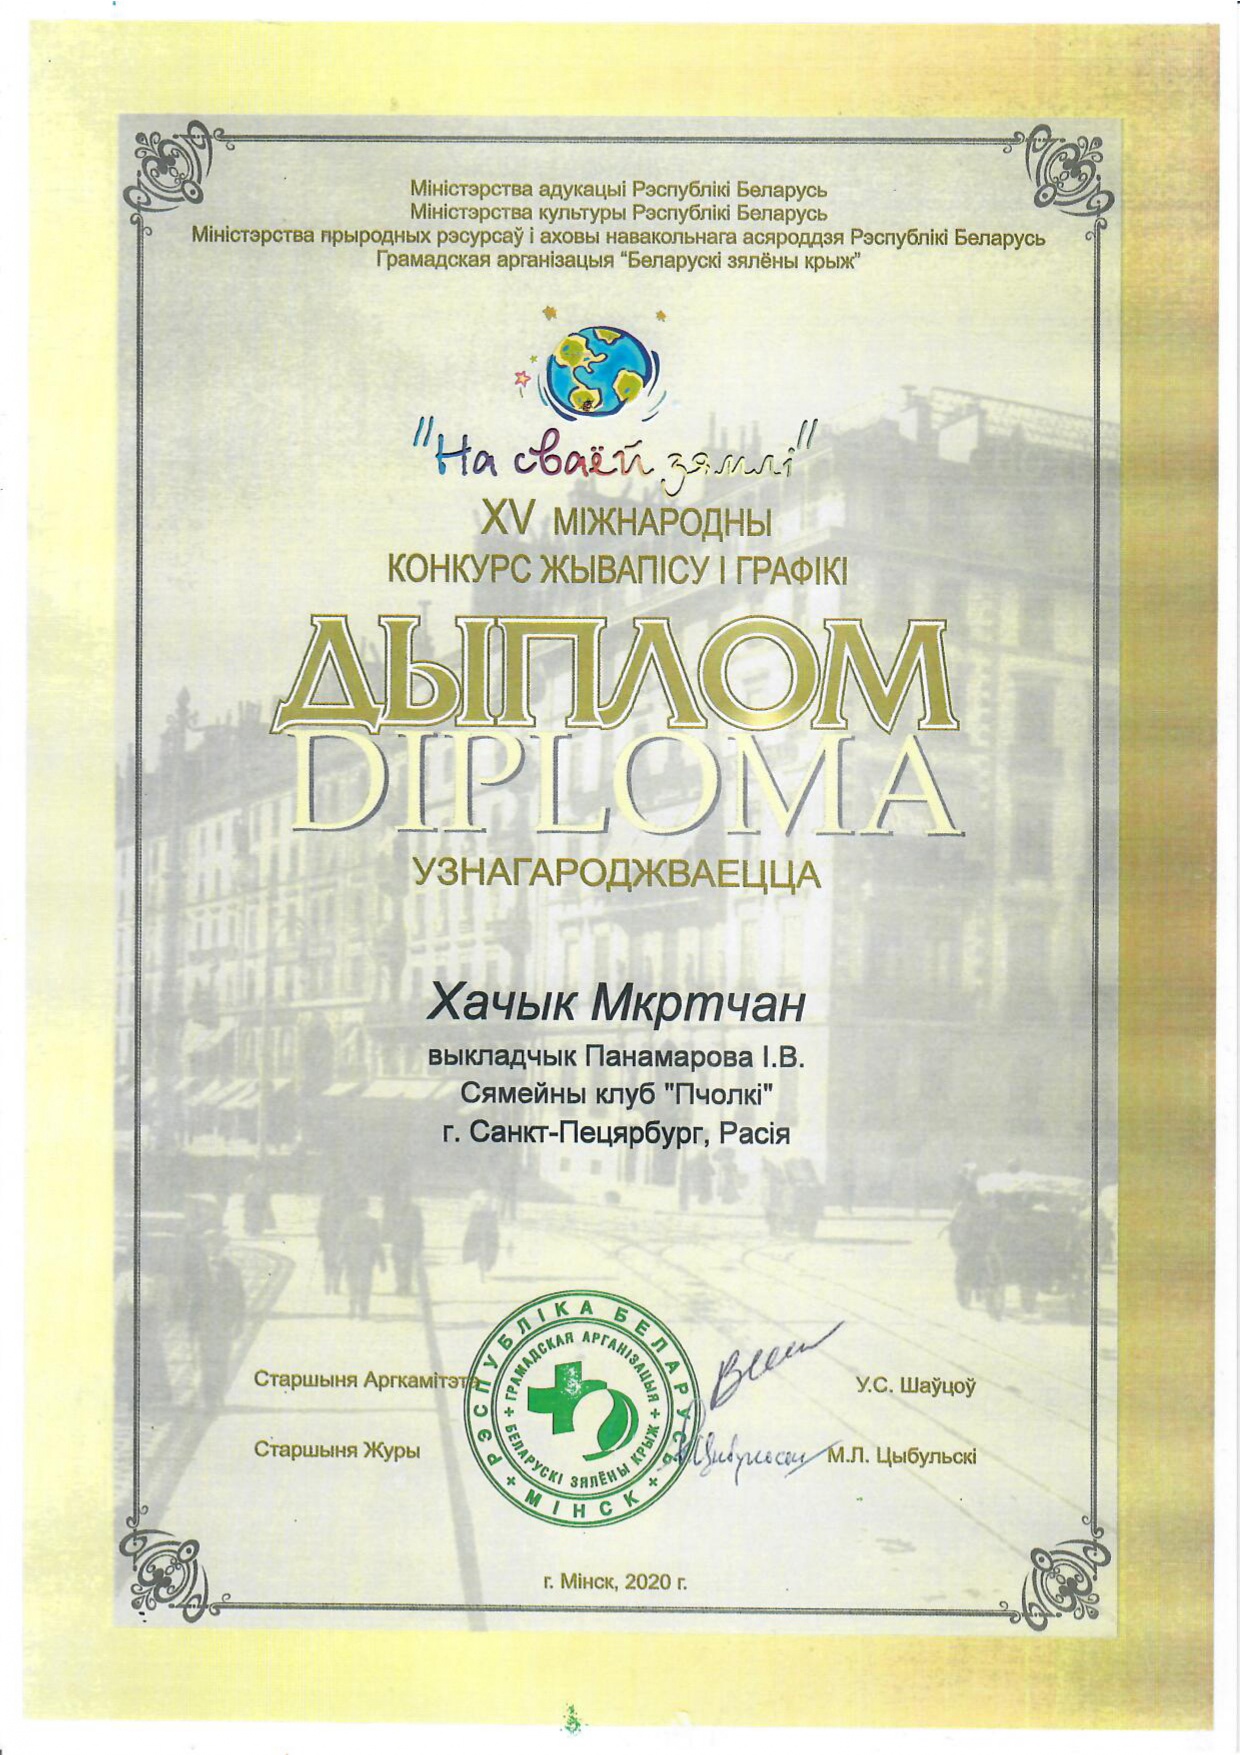 Міністэрства адукацыі Рэспублікі Беларусь
Міністэрства культуры Рэспублікі Беларусь
Міністэрства прыродных рэсурсаў і аховы навакольнага асяроддзя Рэспублікі Беларусь
Грамадская арганізацыя “Беларускі зялёны крыж”
"На сваёй зямлі"
XV МІЖНАРОДНЫ
КОНКУРС ЖЫВАПІСУ І ГРАФІКІ
ДЫПЛОМ
DIPLOMA
УЗНАГАРОДЖВАЕЦЦА
Хачык Мкртчан
выкладчык Панамарова І.В.
Сямейны клуб "Пчолкі"
г. Санкт-Пецярбург, Расія
РЭСПУБЛІКА БЕЛАРУСЬ
ГРАМАДСКАЯ АРГАНІЗАЦЫЯ
БЕЛАРУСКІ ЗЯЛЁНЫ КРЫЖ
МІНСК
Старшыня Аргкамітэта У.С. Шаўцоў
Старшыня Журы М.Л. Цыбульскі
г. Мінск, 2020 г.